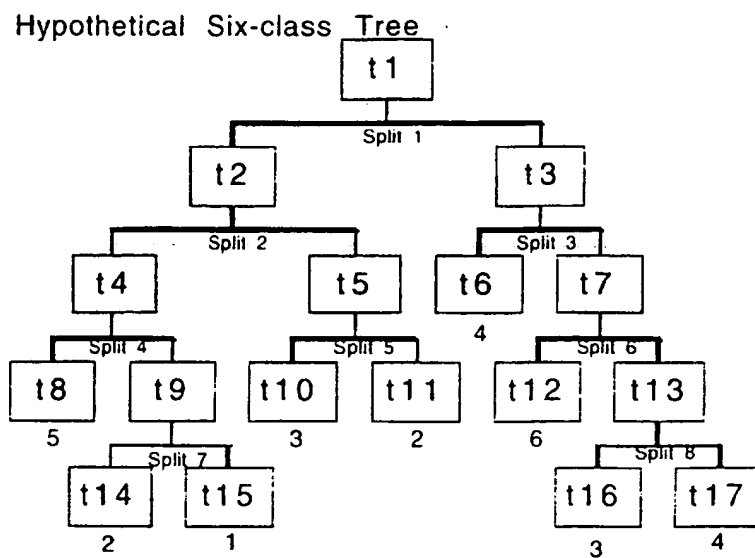 Hypothetical Six-class Tree
t1
Split 1
t2 t3
Split 2 Split 3
t4 t5 t6 t7
4
Split 4 Split 5 Split 6
t8 t9 t10 t11 t12 t13
5 3 2 6
Split 7 Split 8
t14 t15 t16 t17
2 1 3 4